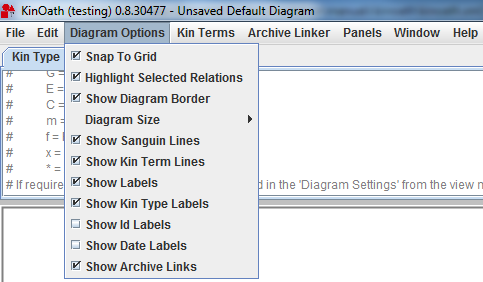 KinOath (testing) 0.8.30477 - Unsaved Default Diagram
File Edit Diagram Options Kin Terms Archive Linker Panels Window Help
Kin Type
Snap To Grid
Highlight Selected Relations
Show Diagram Border
Diagram Size
Show Sanguin Lines
Show Kin Term Lines
Show Labels
Show Kin Type Labels
Show Id Labels
Show Date Labels
Show Archive Links
# G =
# E =
# C =
# m =
# f =
# x =
# * =
# If require
d in the 'Diagram Settings' from the view